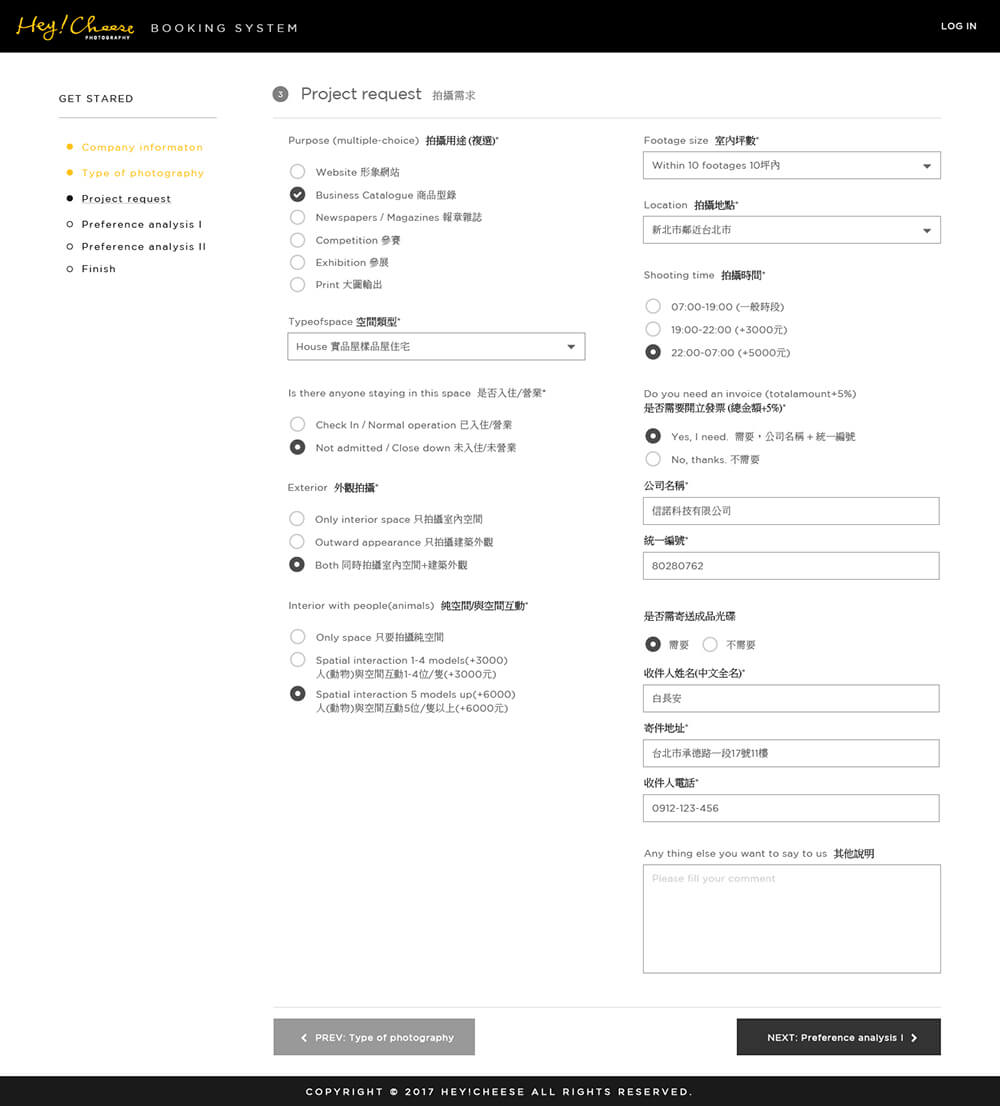 Hey! Cheese
PHOTOGRAPHY
BOOKING SYSTEM
LOG IN
GET STARED
Company informaton
Type of photography
Project request
Preference analysis I
Preference analysis II
Finish
3 Project request 拍攝需求
Purpose (multiple-choice) 拍攝用途 (複選)*
Website 形象網站
Business Catalogue 商品型錄
Newspapers / Magazines 報章雜誌
Competition 參賽
Exhibition 參展
Print 大圖輸出
Typeofspace 空間類型*
House 實品屋樣品屋住宅
Is there anyone staying in this space 是否入住/營業*
Check In / Normal operation 已入住/營業
Not admitted / Close down 未入住/未營業
Exterior 外觀拍攝*
Only interior space 只拍攝室內空間
Outward appearance 只拍攝建築外觀
Both 同時拍攝室內空間+建築外觀
Interior with people(animals) 純空間/與空間互動*
Only space 只要拍攝純空間
Spatial interaction 1-4 models(+3000)
人(動物)與空間互動1-4位/隻(+3000元)
Spatial interaction 5 models up(+6000)
人(動物)與空間互動5位/隻以上(+6000元)
Footage size 室內坪數*
Within 10 footages 10坪內
Location 拍攝地點*
新北市鄰近台北市
Shooting time 拍攝時間*
07:00-19:00 (一般時段)
19:00-22:00 (+3000元)
22:00-07:00 (+5000元)
Do you need an invoice (totalamount+5%)
是否需要開立發票 (總金額+5%)*
Yes, I need. 需要，公司名稱 + 統一編號
No, thanks. 不需要
公司名稱*
信諾科技有限公司
統一編號*
80280762
是否需寄送成品光碟
需要 不需要
收件人姓名(中文全名)*
白長安
寄件地址*
台北市承德路一段17號11樓
收件人電話*
0912-123-456
Any thing else you want to say to us 其他說明
Please fill your comment
PREV: Type of photography
NEXT: Preference analysis I
COPYRIGHT © 2017 HEY!CHEESE ALL RIGHTS RESERVED.